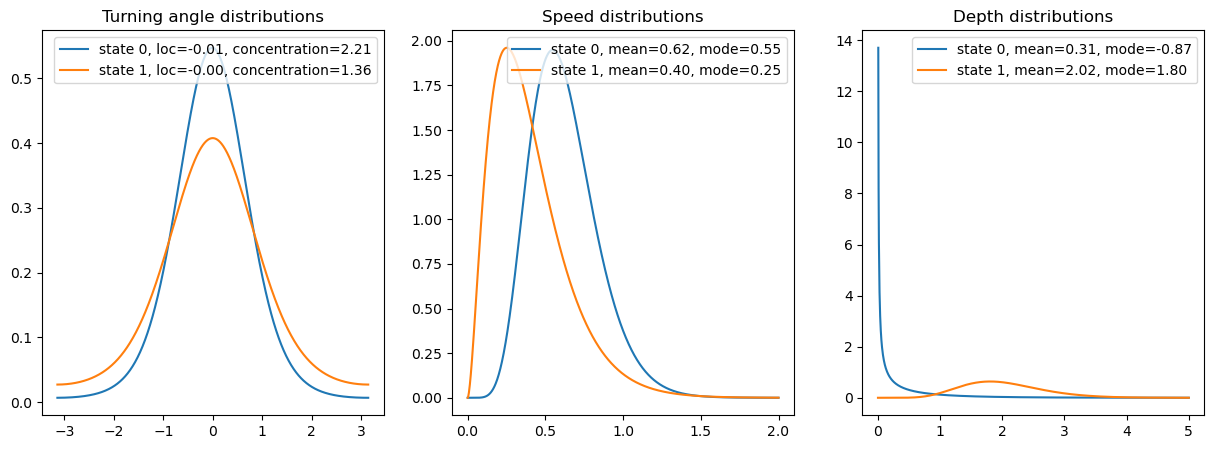 Turning angle distributions
state 0, loc=-0.01, concentration=2.21
state 1, loc=-0.00, concentration=1.36
0.5
0.4
0.3
0.2
0.1
0.0
−3 −2 −1 0 1 2 3
Speed distributions
state 0, mean=0.62, mode=0.55
state 1, mean=0.40, mode=0.25
2.00
1.75
1.50
1.25
1.00
0.75
0.50
0.25
0.00
0.0 0.5 1.0 1.5 2.0
Depth distributions
state 0, mean=0.31, mode=-0.87
state 1, mean=2.02, mode=1.80
14
12
10
8
6
4
2
0
0 1 2 3 4 5